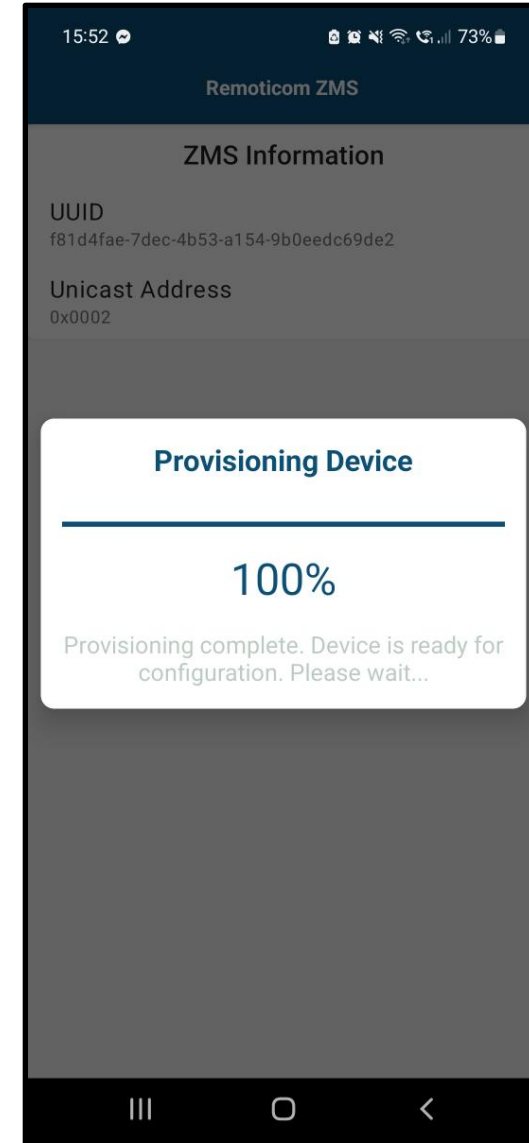 15:52 73%
Remoticom ZMS
ZMS Information
UUID
f81d4fae-7dec-4b53-a154-9b0eedc69de2
Unicast Address
0x0002
Provisioning Device
100%
Provisioning complete. Device is ready for
configuration. Please wait...